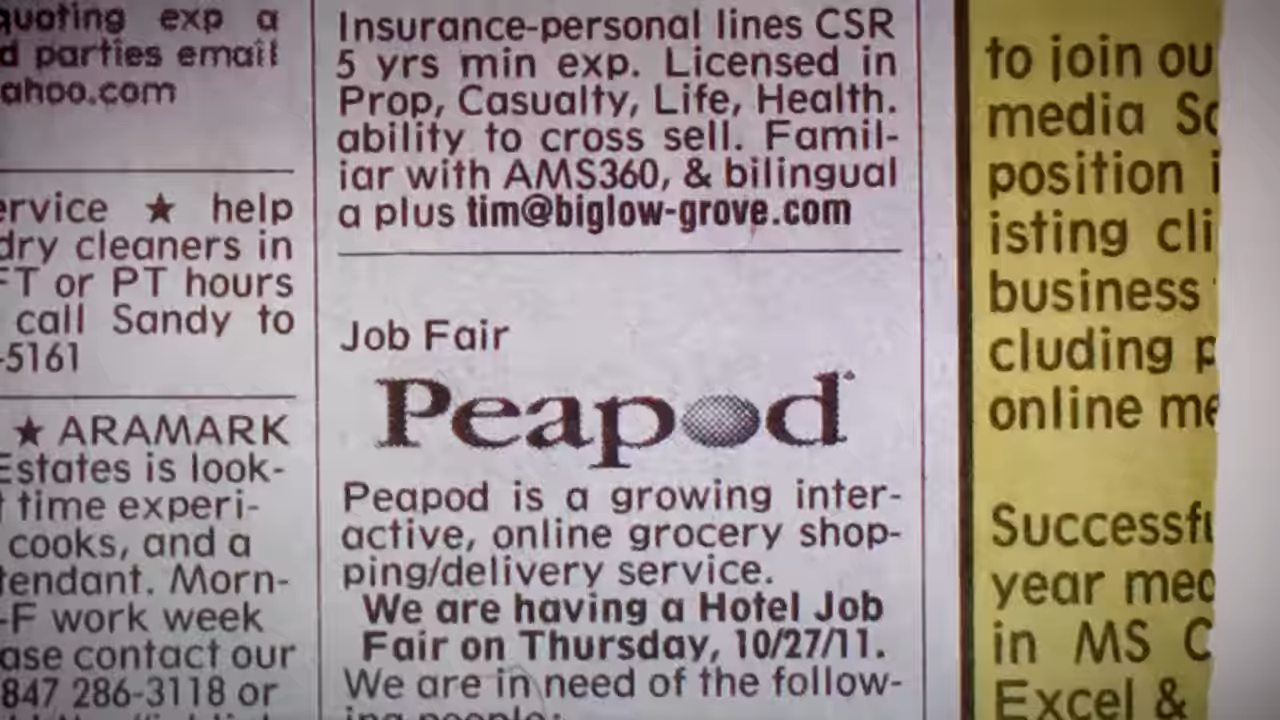 quoting exp a
d parties email
ahoo.com
ervice ★ help
dry cleaners in
FT or PT hours
call Sandy to
-5161
★ ARAMARK
Estates is look-
t time experi-
cooks, and a
tendant. Morn-
-F work week
ase contact our
847 286-3118 or
Insurance-personal lines CSR
5 yrs min exp. Licensed in
Prop, Casualty, Life, Health.
ability to cross sell. Famil-
iar with AMS360, & bilingual
a plus tim@biglow-grove.com
Job Fair
Peapod
Peapod is a growing inter-
active, online grocery shop-
ping/delivery service.
We are having a Hotel Job
Fair on Thursday, 10/27/11.
We are in need of the follow-
ing people:
to join ou
media Sc
position i
isting cli
business
cluding p
online me
Successfu
year med
in MS C
Excel &